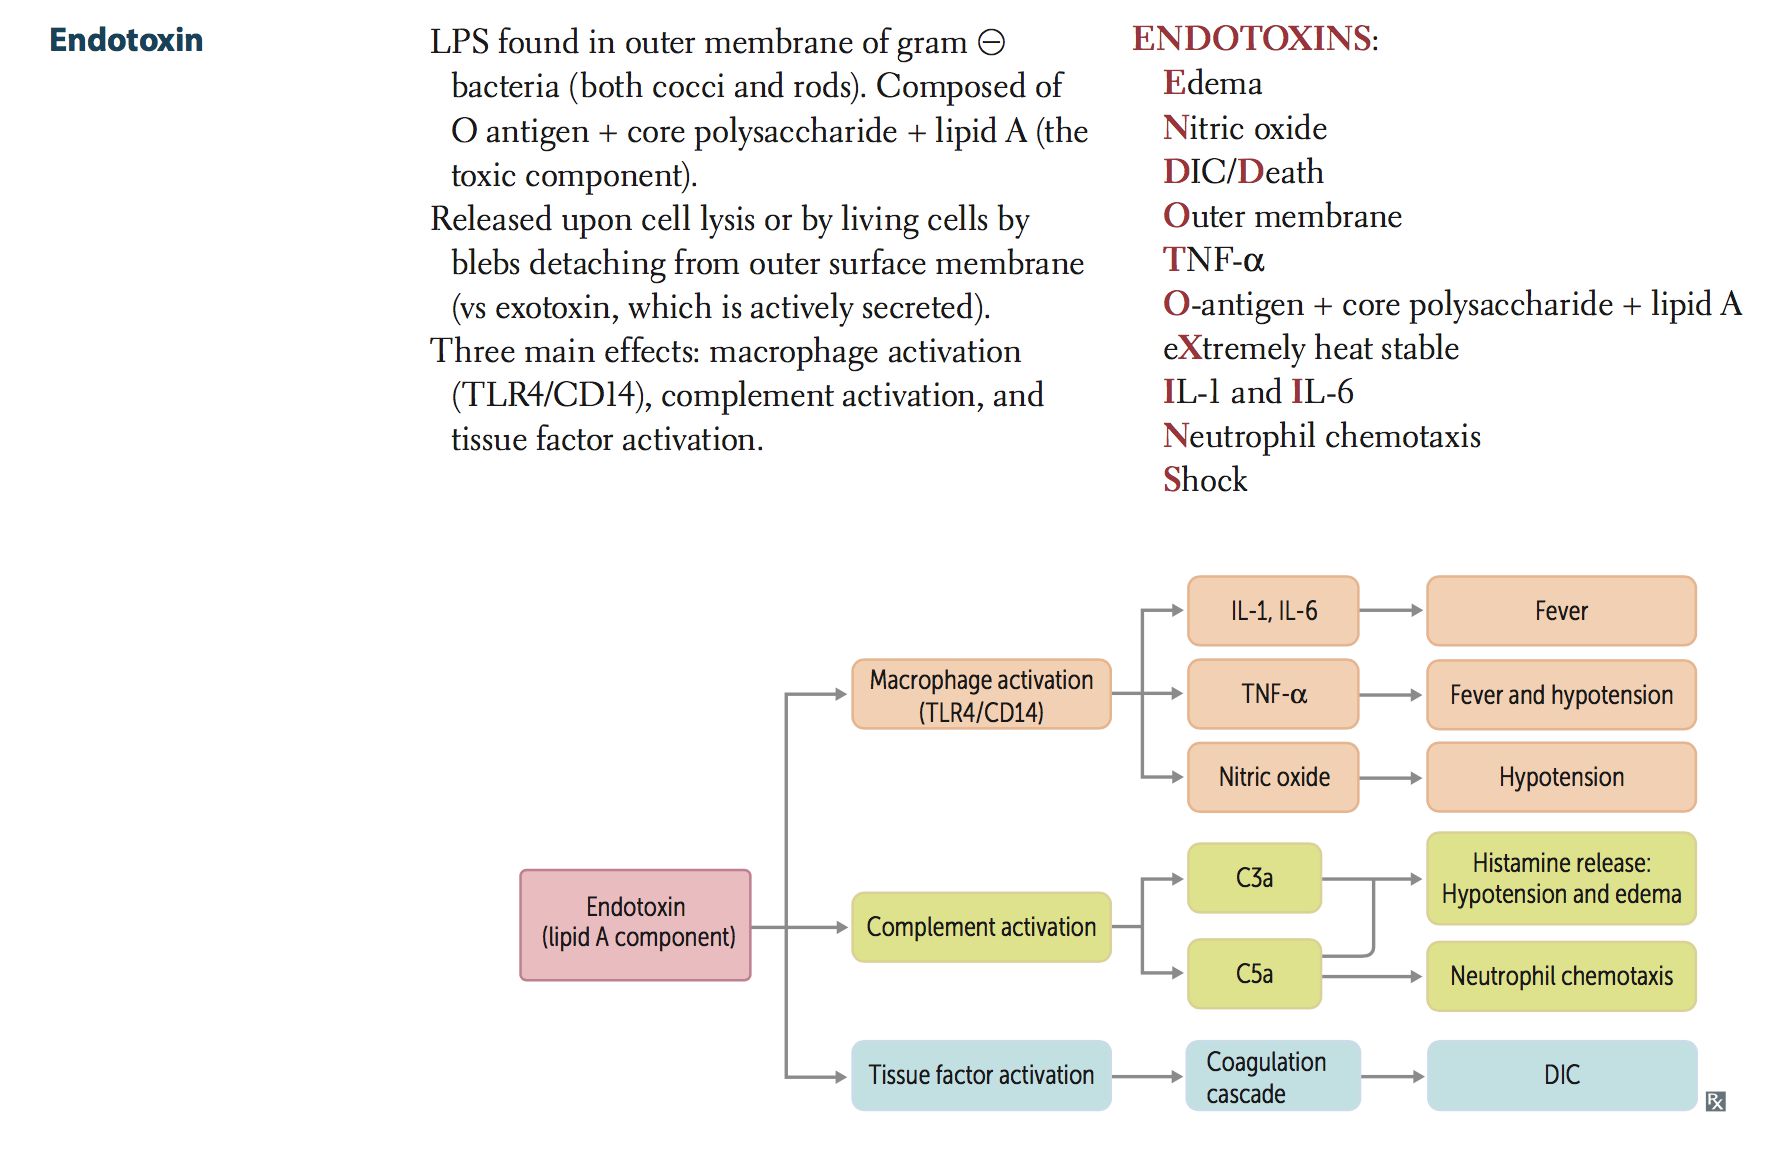 Endotoxin
LPS found in outer membrane of gram ⊖
bacteria (both cocci and rods). Composed of
O antigen + core polysaccharide + lipid A (the
toxic component).
Released upon cell lysis or by living cells by
blebs detaching from outer surface membrane
(vs exotoxin, which is actively secreted).
Three main effects: macrophage activation
(TLR4/CD14), complement activation, and
tissue factor activation.
ENDOTOXINS:
Edema
Nitric oxide
DIC/Death
Outer membrane
TNF-α
O-antigen + core polysaccharide + lipid A
eXtremely heat stable
IL-1 and IL-6
Neutrophil chemotaxis
Shock
Endotoxin
(lipid A component)
Macrophage activation
(TLR4/CD14)
IL-1, IL-6
Fever
TNF-α
Fever and hypotension
Nitric oxide
Hypotension
Complement activation
C3a
Histamine release:
Hypotension and edema
C5a
Neutrophil chemotaxis
Tissue factor activation
Coagulation
cascade
DIC
℞